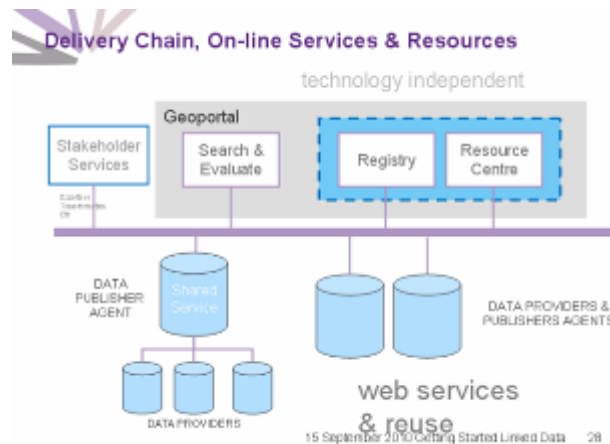 Delivery Chain, On-line Services & Resources
technology independent
Geoportal
Stakeholder
Services
Search &
Evaluate
Registry
Resource
Centre
DATA
PUBLISHER
AGENT
Shared
Service
DATA PROVIDERS &
PUBLISHERS AGENTS
DATA PROVIDERS
web services
& reuse
15 September 2010 Getting Started Linked Data 28